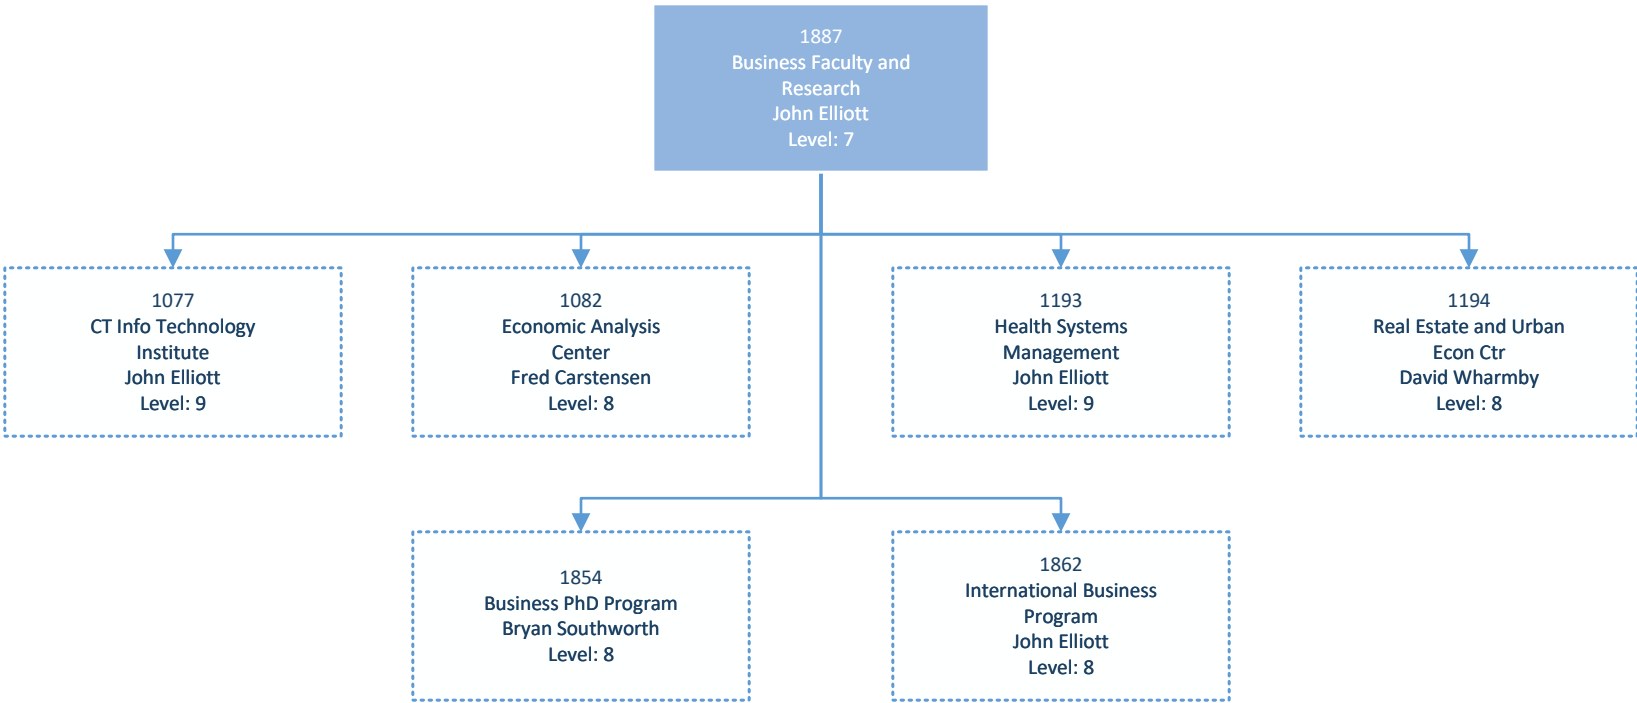 1887
Business Faculty and
Research
John Elliott
Level: 7
1077
CT Info Technology
Institute
John Elliott
Level: 9
1082
Economic Analysis
Center
Fred Carstensen
Level: 8
1193
Health Systems
Management
John Elliott
Level: 9
1194
Real Estate and Urban
Econ Ctr
David Wharmby
Level: 8
1854
Business PhD Program
Bryan Southworth
Level: 8
1862
International Business
Program
John Elliott
Level: 8